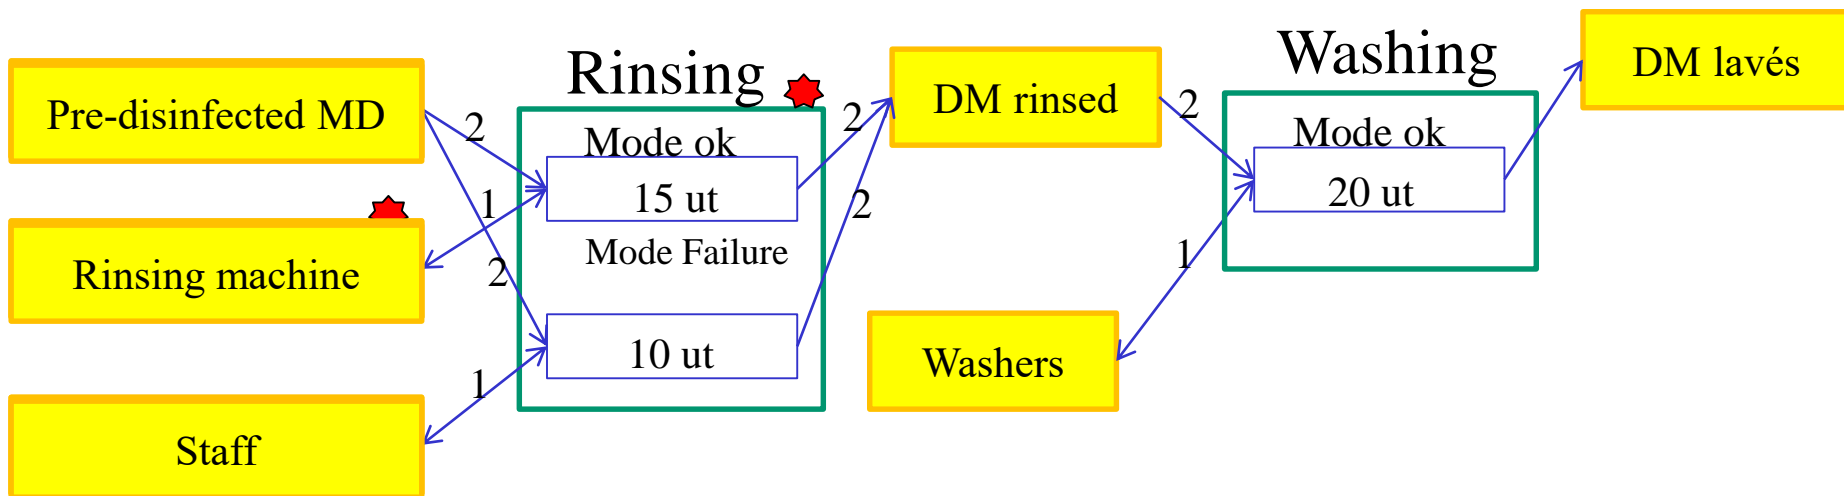 Pre-disinfected MD
Rinsing machine
Staff
2
1
2
1
Rinsing
Mode ok
15 ut
Mode Failure
10 ut
2
2
DM rinsed
Washers
2
1
Washing
Mode ok
20 ut
DM lavés